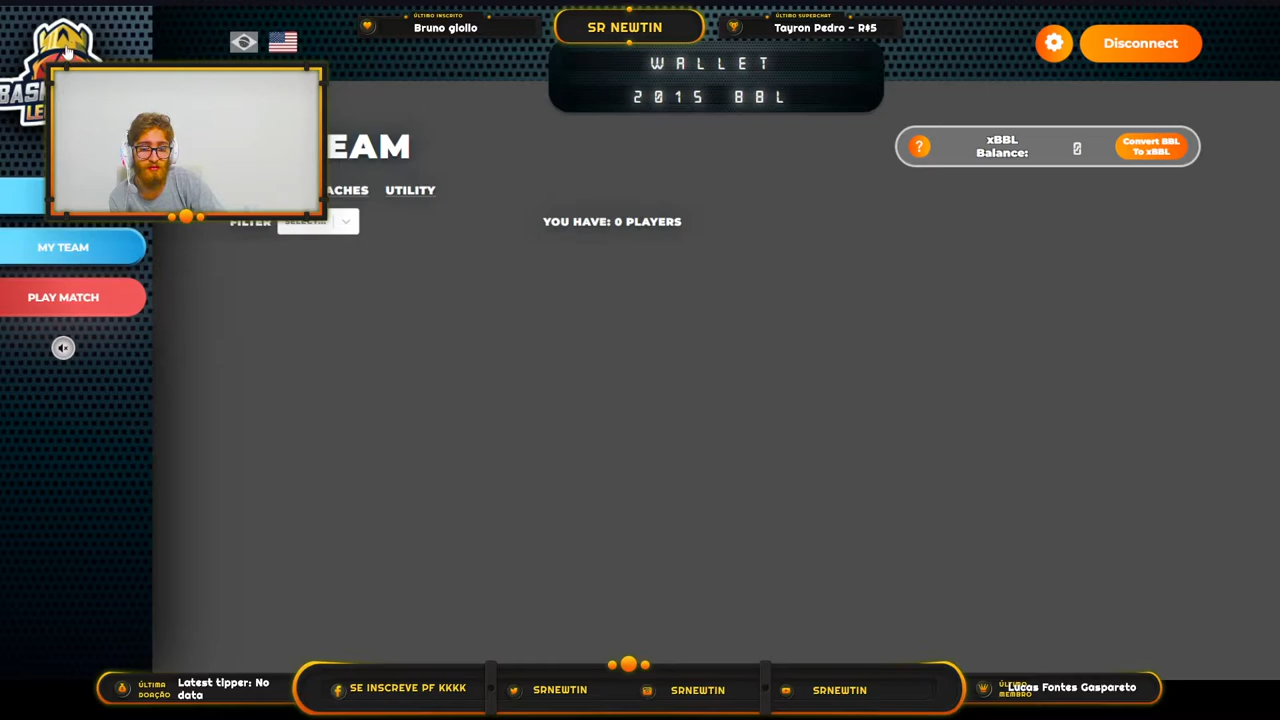 ÚLTIMO INSCRITO
Bruno giollo
SR NEWTIN
ÚLTIMO SUPERCHAT
Tayron Pedro - R$5
Disconnect
WALLET
2015 BBL
EAM
xBBL
Balance:
0
Convert BBL
To xBBL
ACHES
UTILITY
FILTER
SELECT...
YOU HAVE: 0 PLAYERS
MY TEAM
PLAY MATCH
ÚLTIMA
DOAÇÃO
Latest tipper: No
data
SE INSCREVE PF KKKK
SRNEWTIN
SRNEWTIN
SRNEWTIN
ÚLTIMO
MEMBRO
Lucas Fontes Gaspareto